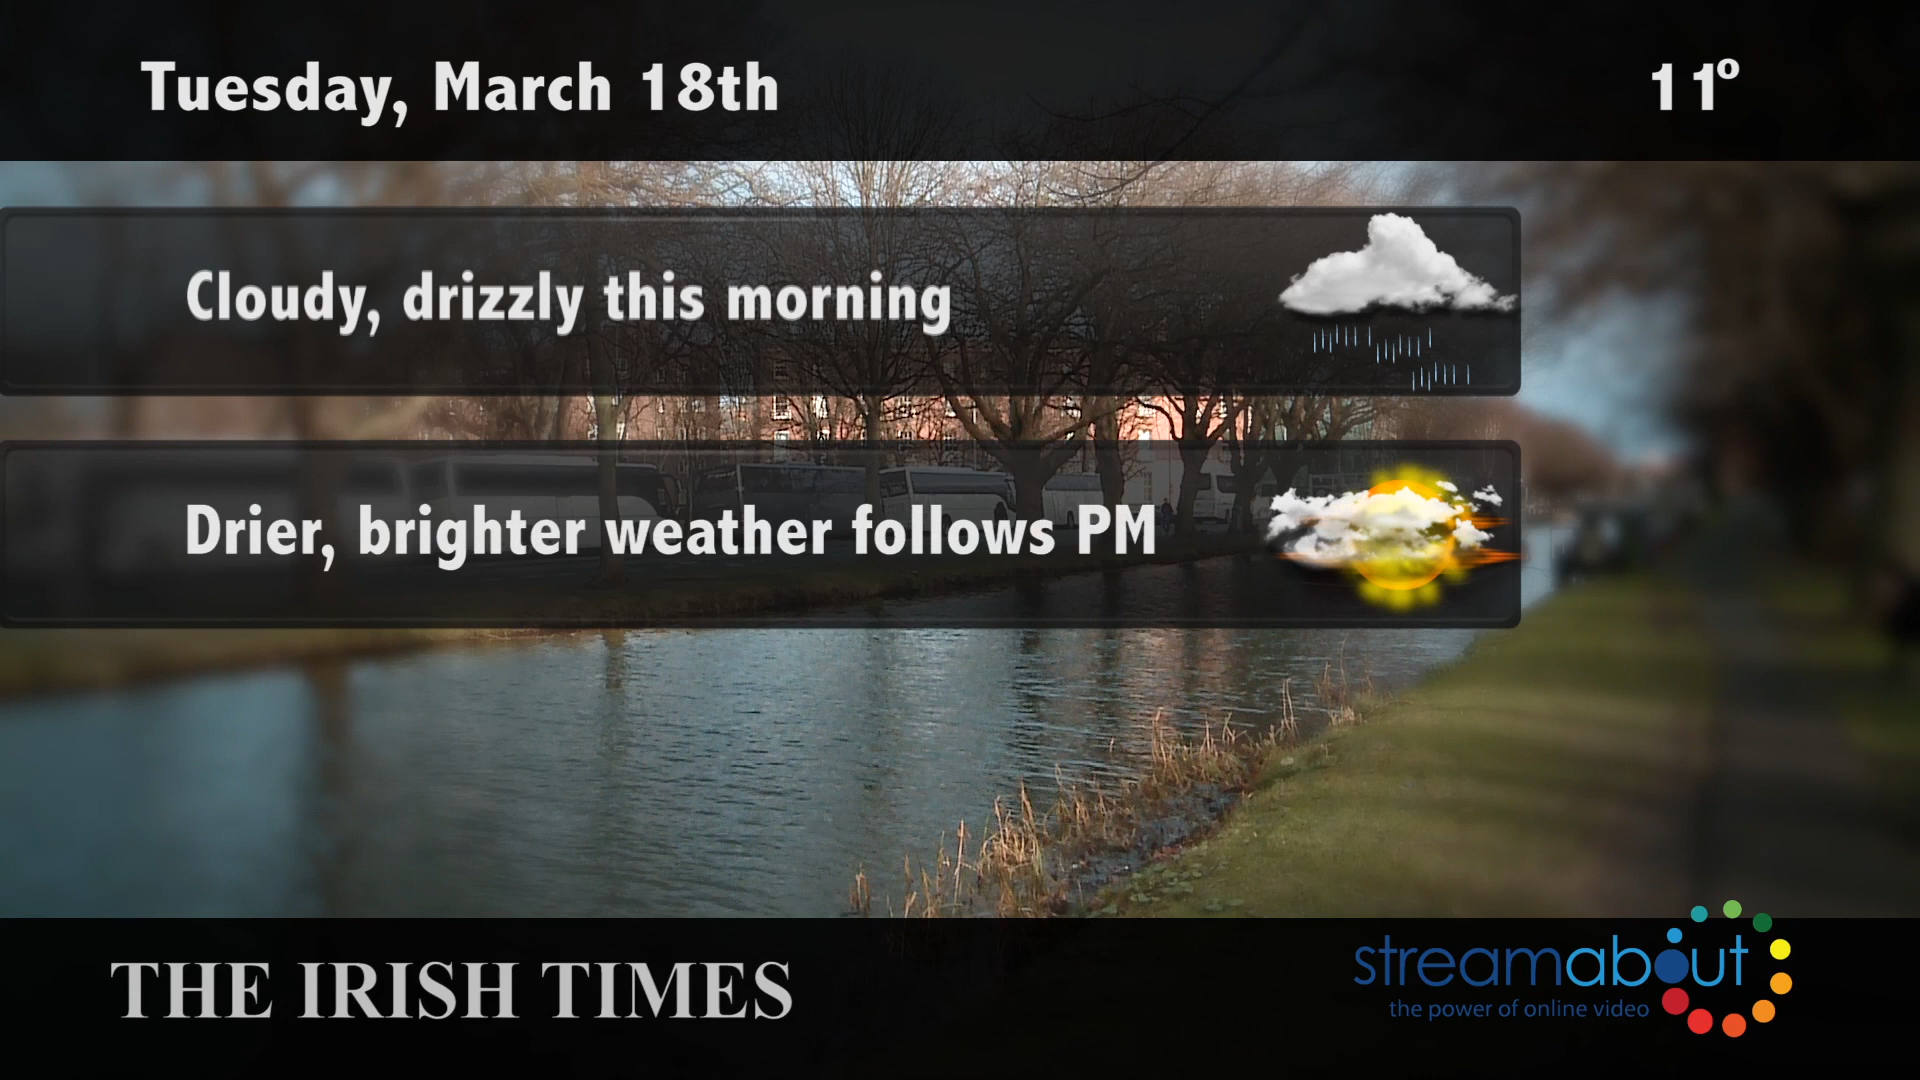 Tuesday, March 18th
11º
Cloudy, drizzly this morning
Drier, brighter weather follows PM
THE IRISH TIMES
streamabout
the power of online video